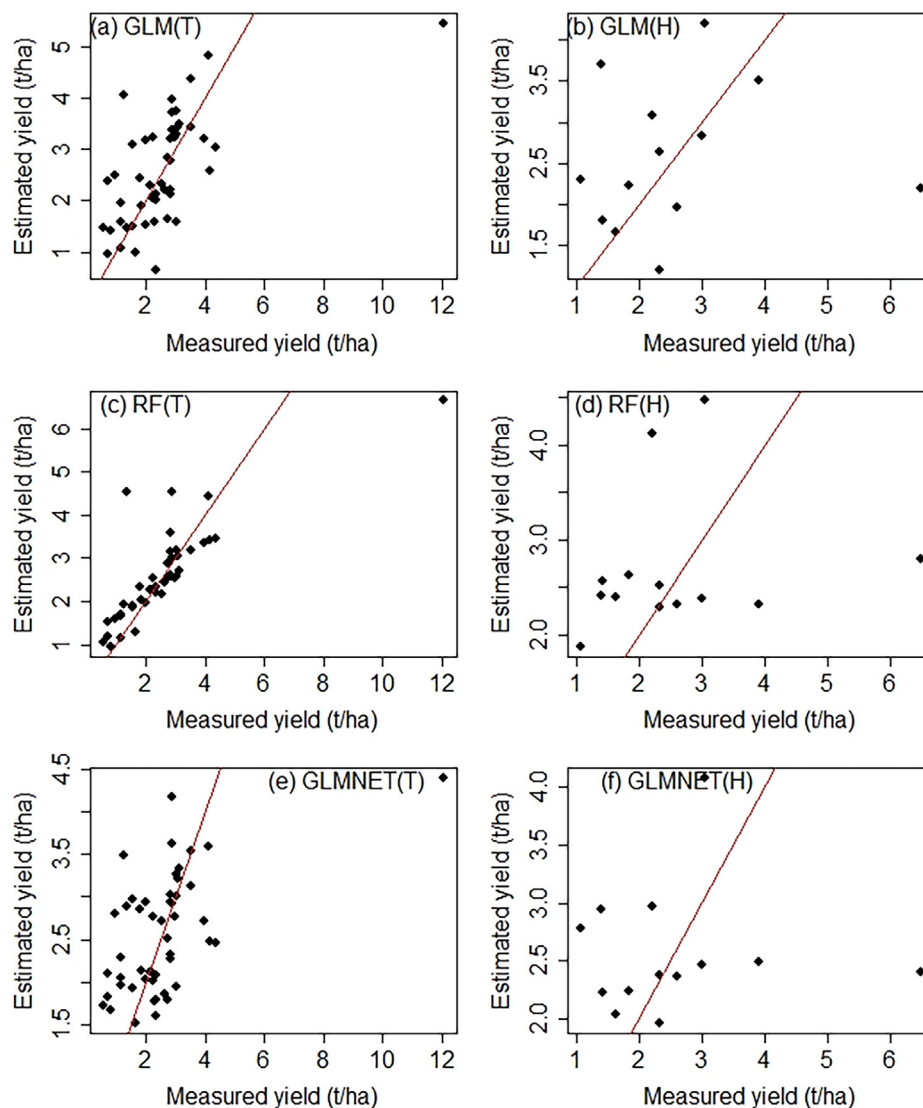 (a) GLM(T)
Estimated yield (t/ha)
5
4
3
2
1
2 4 6 8 10 12
Measured yield (t/ha)
(b) GLM(H)
Estimated yield (t/ha)
3.5
2.5
1.5
1 2 3 4 5 6
Measured yield (t/ha)
(c) RF(T)
Estimated yield (t/ha)
6
5
4
3
2
1
2 4 6 8 10 12
Measured yield (t/ha)
(d) RF(H)
Estimated yield (t/ha)
4.0
3.0
2.0
1 2 3 4 5 6
Measured yield (t/ha)
(e) GLMNET(T)
Estimated yield (t/ha)
4.5
3.5
2.5
1.5
2 4 6 8 10 12
Measured yield (t/ha)
(f) GLMNET(H)
Estimated yield (t/ha)
4.0
3.5
3.0
2.5
2.0
1 2 3 4 5 6
Measured yield (t/ha)